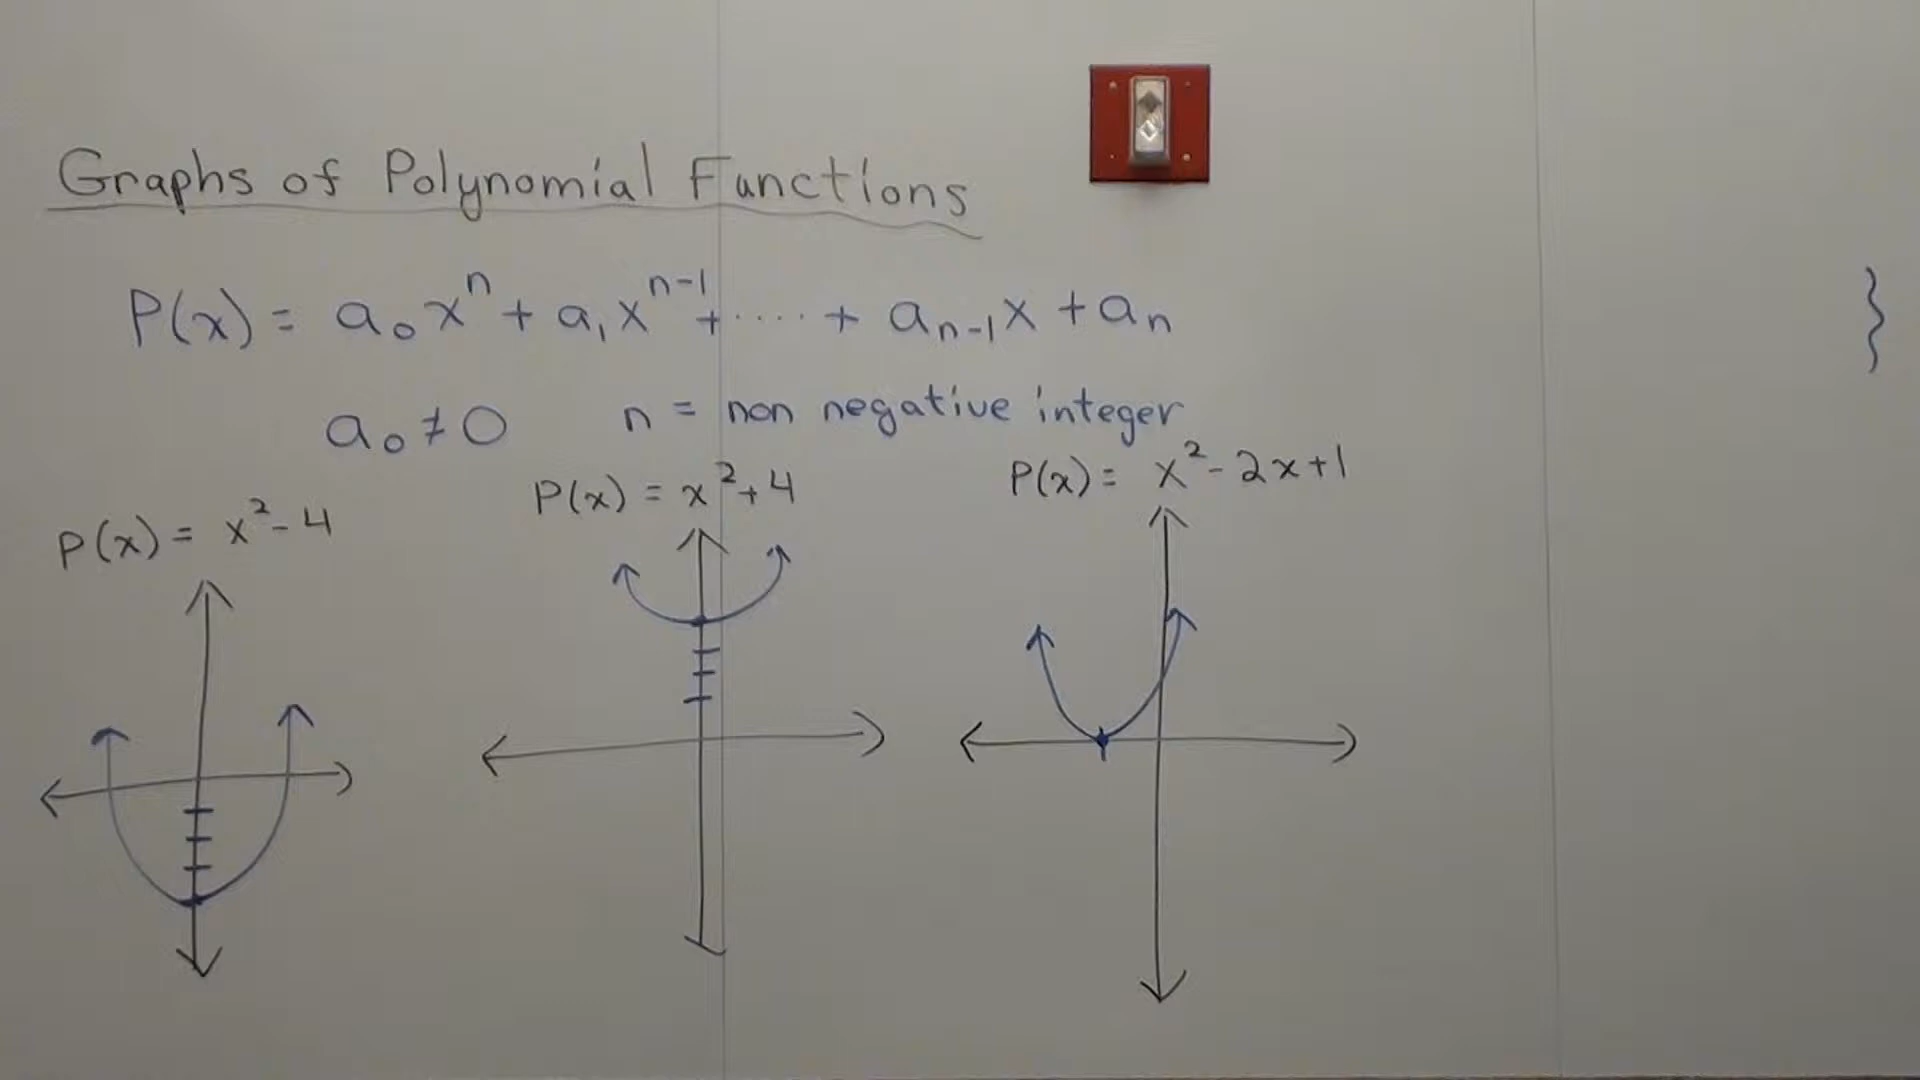 Graphs of Polynomial Functions
P(x) = a₀xⁿ + a₁xⁿ⁻¹ + ····· + aₙ₋₁x + aₙ
}
a₀ ≠ 0 n = non negative integer
P(x) = x² - 4
P(x) = x² + 4
P(x) = x² - 2x + 1